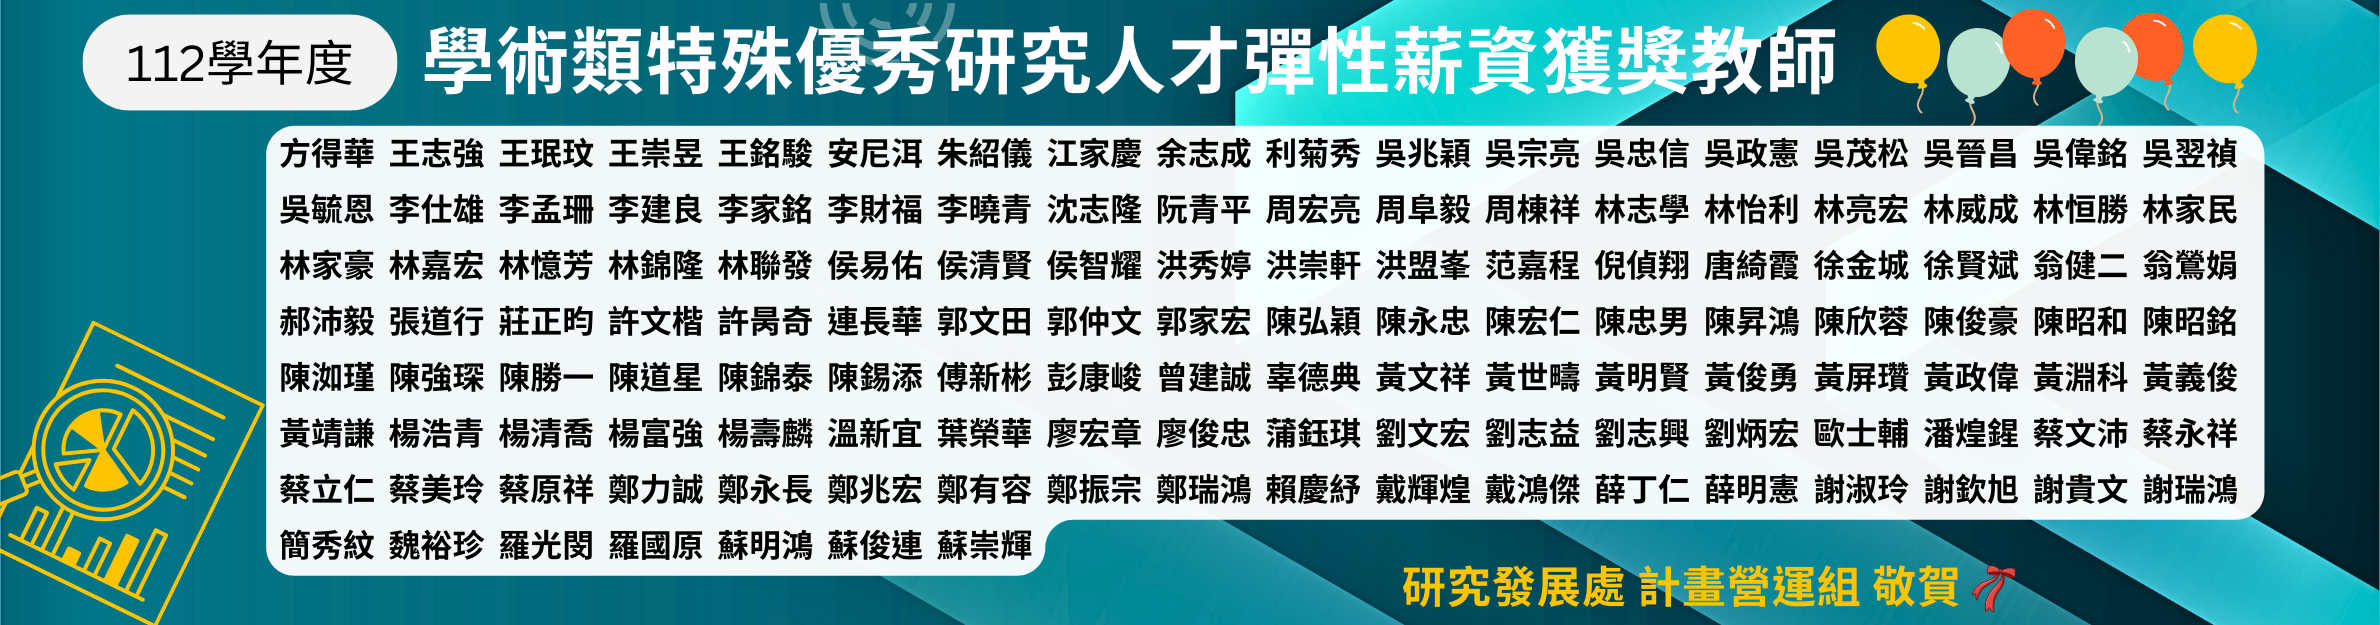 112學年度 學術類特殊優秀研究人才彈性薪資獲獎教師
方得華 王志強 王珉玟 王崇昱 王銘駿 安尼洱 朱紹儀 江家慶 余志成 利菊秀 吳兆穎 吳宗亮 吳忠信 吳政憲 吳茂松 吳晉昌 吳偉銘 吳翌禎
吳毓恩 李仕雄 李孟珊 李建良 李家銘 李財福 李曉青 沈志隆 阮青平 周宏亮 周阜毅 周棟祥 林志學 林怡利 林亮宏 林威成 林恒勝 林家民
林家豪 林嘉宏 林憶芳 林錦隆 林聯發 侯易佑 侯清賢 侯智耀 洪秀婷 洪崇軒 洪盟峯 范嘉程 倪偵翔 唐綺霞 徐金城 徐賢斌 翁健二 翁鶯娟
郝沛毅 張道行 莊正昀 許文楷 許昺奇 連長華 郭文田 郭仲文 郭家宏 陳弘穎 陳永忠 陳宏仁 陳忠男 陳昇鴻 陳欣蓉 陳俊豪 陳昭和 陳昭銘
陳洳瑾 陳強琛 陳勝一 陳道星 陳錦泰 陳錫添 傅新彬 彭康峻 曾建誠 辜德典 黃文祥 黃世疇 黃明賢 黃俊勇 黃屏瓚 黃政偉 黃淵科 黃義俊
黃靖謙 楊浩青 楊清喬 楊富強 楊壽麟 溫新宜 葉榮華 廖宏章 廖俊忠 蒲鈺琪 劉文宏 劉志益 劉志興 劉炳宏 歐士輔 潘煌鍟 蔡文沛 蔡永祥
蔡立仁 蔡美玲 蔡原祥 鄭力誠 鄭永長 鄭兆宏 鄭有容 鄭振宗 鄭瑞鴻 賴慶紓 戴輝煌 戴鴻傑 薛丁仁 薛明憲 謝淑玲 謝欽旭 謝貴文 謝瑞鴻
簡秀紋 魏裕珍 羅光閔 羅國原 蘇明鴻 蘇俊連 蘇崇輝
研究發展處 計畫營運組 敬賀